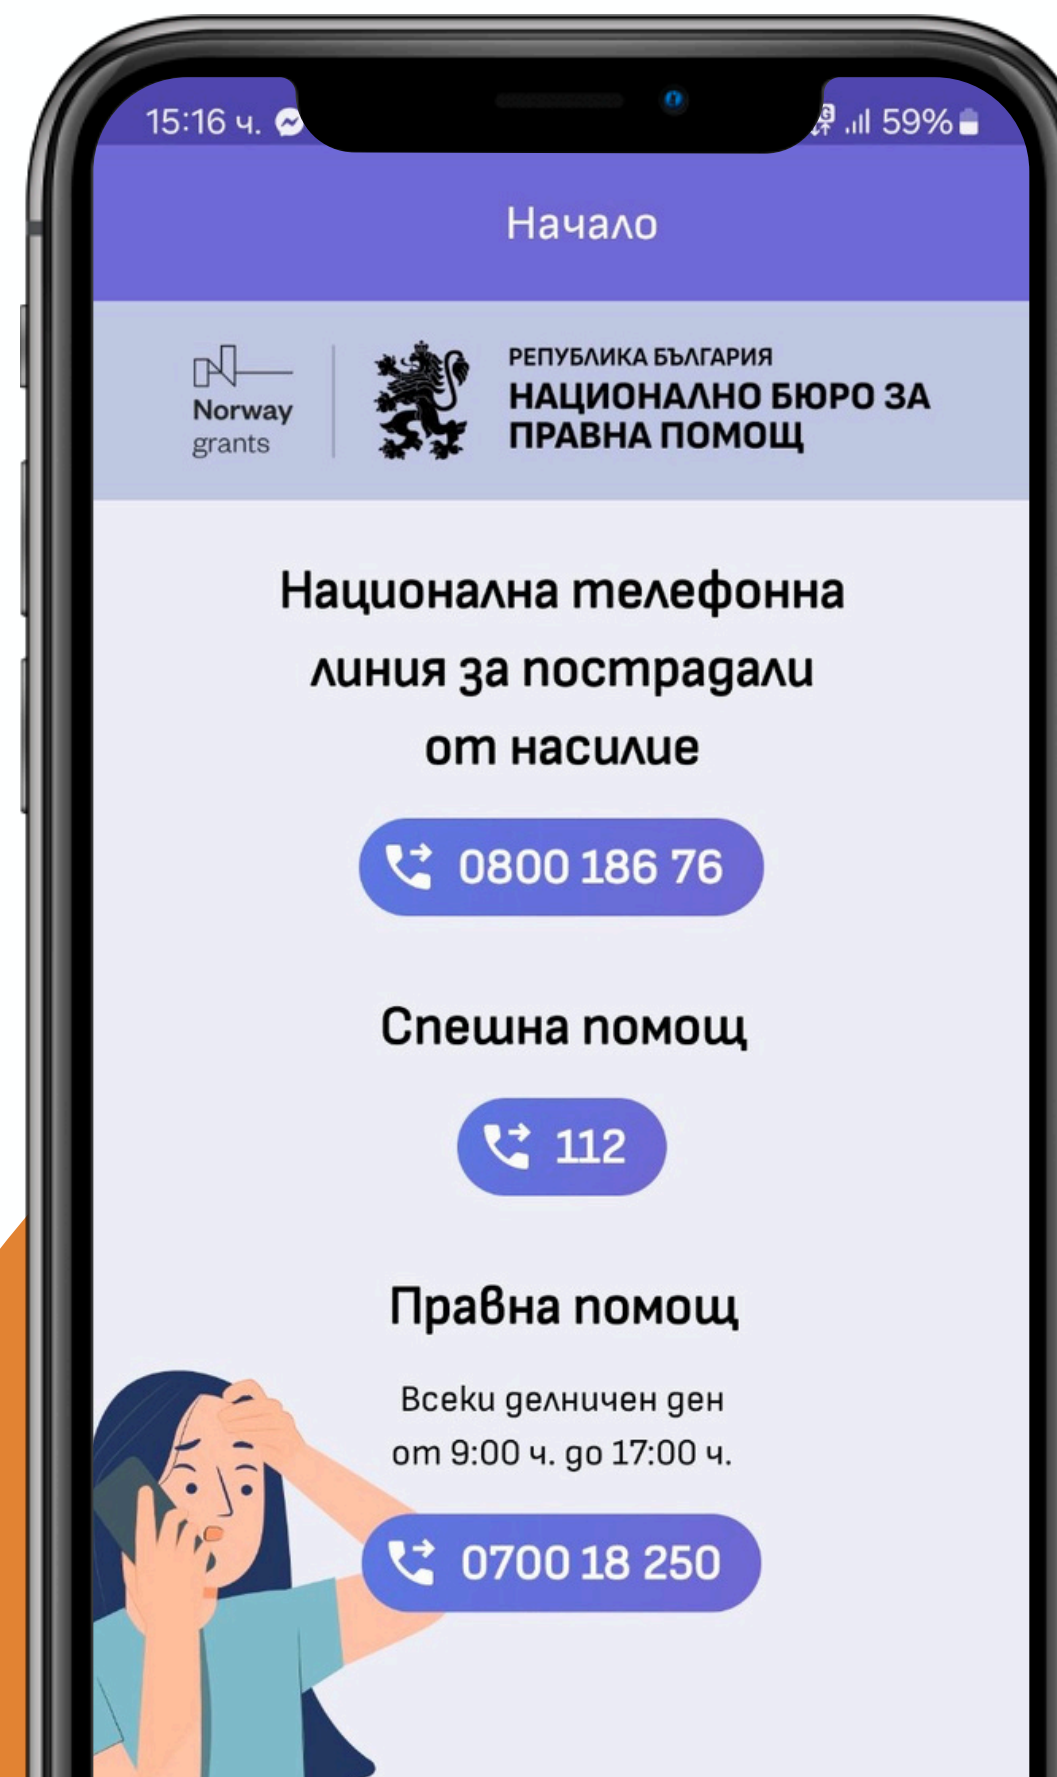 15:16 ч.
59%
Начало
Norway
grants
РЕПУБЛИКА БЪЛГАРИЯ
НАЦИОНАЛНО БЮРО ЗА
ПРАВНА ПОМОЩ
Национална телефонна
линия за пострадали
от насилие
0800 186 76
Спешна помощ
112
Правна помощ
Всеки делничен ден
от 9:00 ч. до 17:00 ч.
0700 18 250